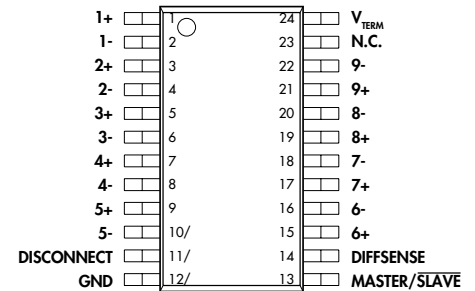 1+ 1 24 VTERM
1- 2 23 N.C.
2+ 3 22 9-
2- 4 21 9+
3+ 5 20 8-
3- 6 19 8+
4+ 7 18 7-
4- 8 17 7+
5+ 9 16 6-
5- 10/ 15 6+
DISCONNECT 11/ 14 DIFFSENSE
GND 12/ 13 MASTER/SLAVE